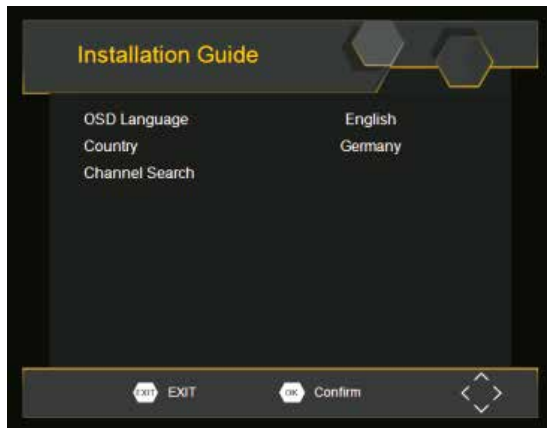 Installation Guide
OSD Language English
Country Germany
Channel Search
EXIT EXIT OK Confirm